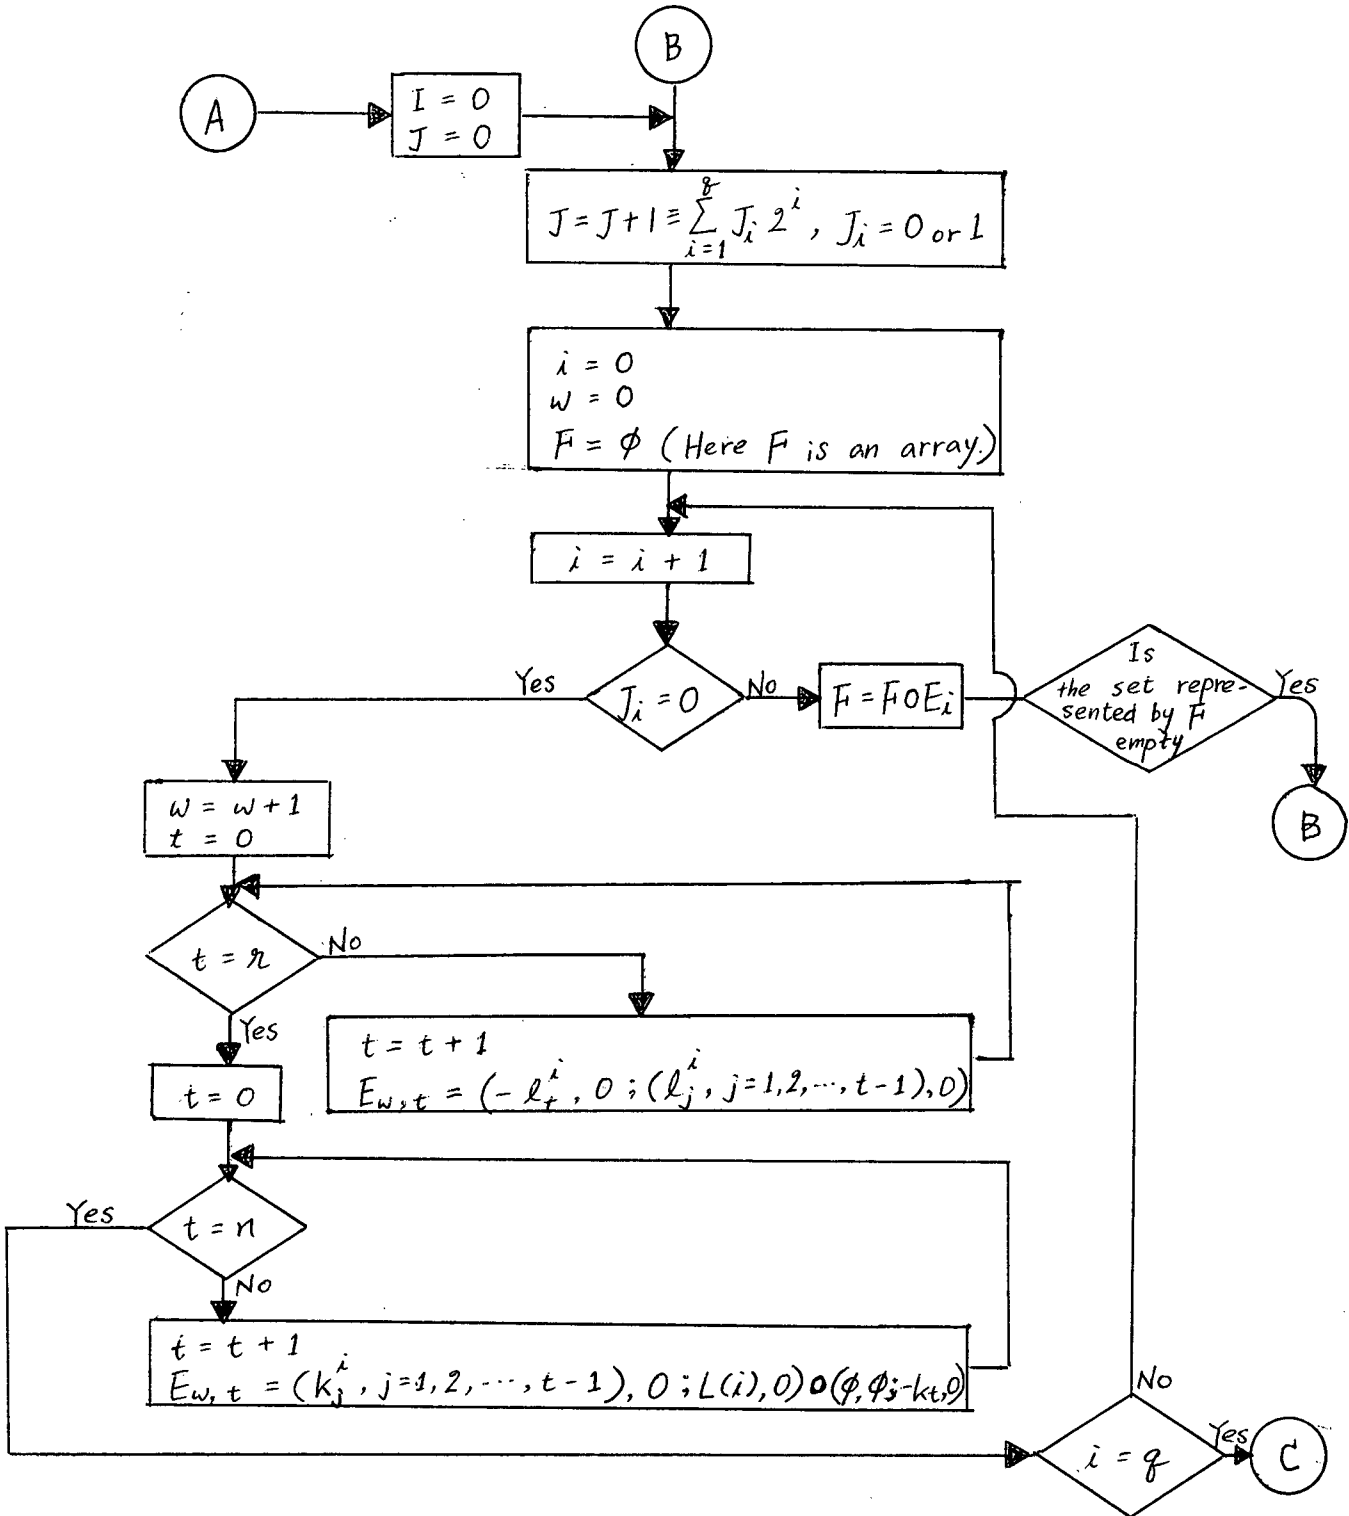 B
A
I = 0
J = 0
J = J + 1 ≡ ∑_{i=1}^{q} J_i 2^i , J_i = 0 or 1
i = 0
w = 0
F = ϕ (Here F is an array.)
i = i + 1
J_i = 0
Yes
No
F = F O E_i
Is
the set repre-
sented by F
empty
Yes
B
w = w + 1
t = 0
t = r
No
Yes
t = t + 1
E_{w,t} = (- l_t^i , 0 ; (l_j^i , j=1,2,..., t-1), 0)
t = 0
t = n
Yes
No
t = t + 1
E_{w,t} = (k_j^i , j=1,2,...,t-1), 0 ; L(i), 0) o (ϕ, ϕ; -k_t, 0)
i = q
No
Yes
C